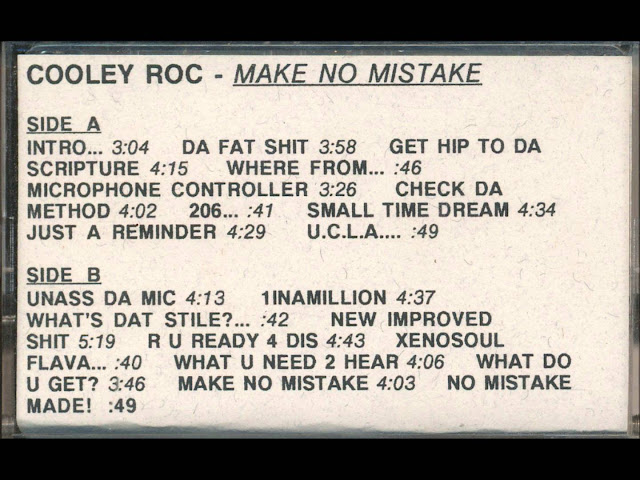 COOLEY ROC - MAKE NO MISTAKE
SIDE A
INTRO... 3:04 DA FAT SHIT 3:58 GET HIP TO DA
SCRIPTURE 4:15 WHERE FROM... :46
MICROPHONE CONTROLLER 3:26 CHECK DA
METHOD 4:02 206... :41 SMALL TIME DREAM 4:34
JUST A REMINDER 4:29 U.C.L.A.... :49
SIDE B
UNASS DA MIC 4:13 1INAMILLION 4:37
WHAT'S DAT STILE?... :42 NEW IMPROVED
SHIT 5:19 R U READY 4 DIS 4:43 XENOSOUL
FLAVA... :40 WHAT U NEED 2 HEAR 4:06 WHAT DO
U GET? 3:46 MAKE NO MISTAKE 4:03 NO MISTAKE
MADE! :49